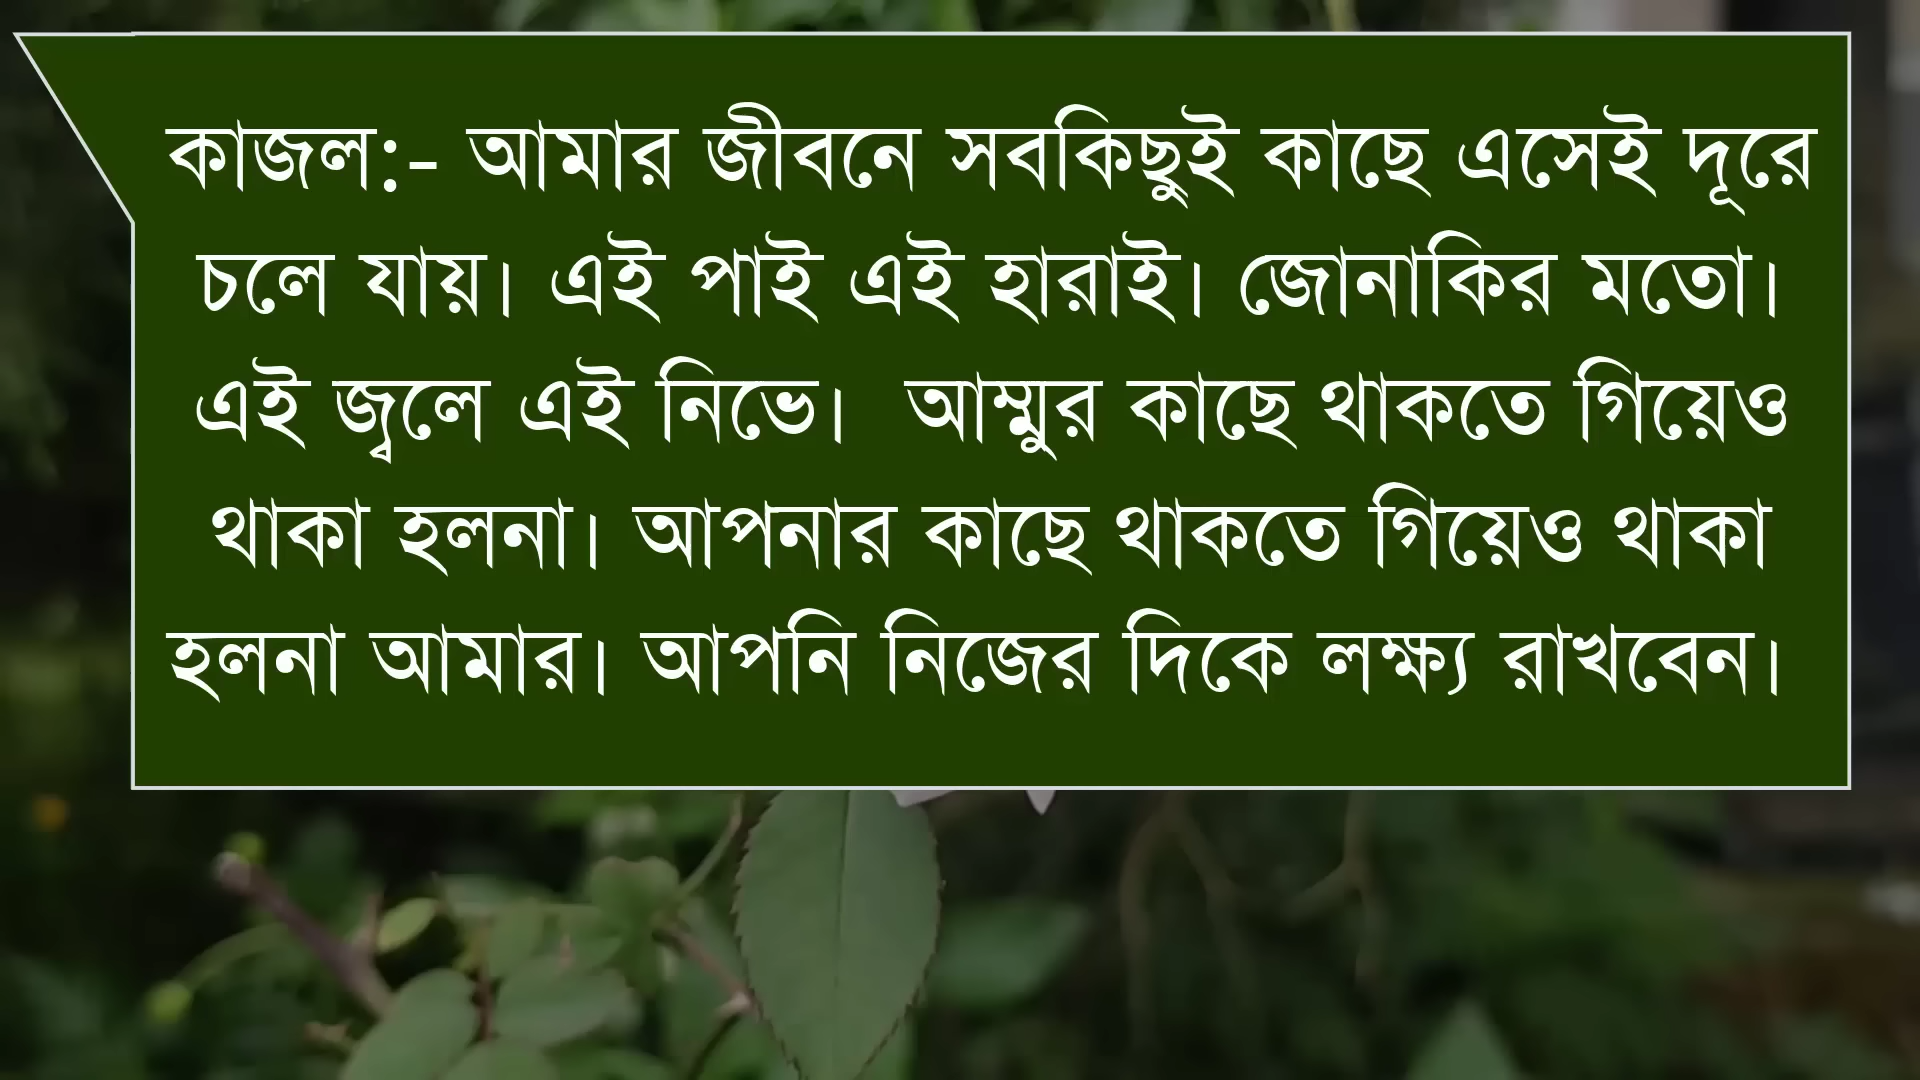 কাজল:- আমার জীবনে সবকিছুই কাছে এসেই দূরে
চলে যায়। এই পাই এই হারাই। জোনাকির মতো।
এই জ্বলে এই নিভে।  আম্মুর কাছে থাকতে গিয়েও
থাকা হলনা। আপনার কাছে থাকতে গিয়েও থাকা
হলনা আমার। আপনি নিজের দিকে লক্ষ্য রাখবেন।